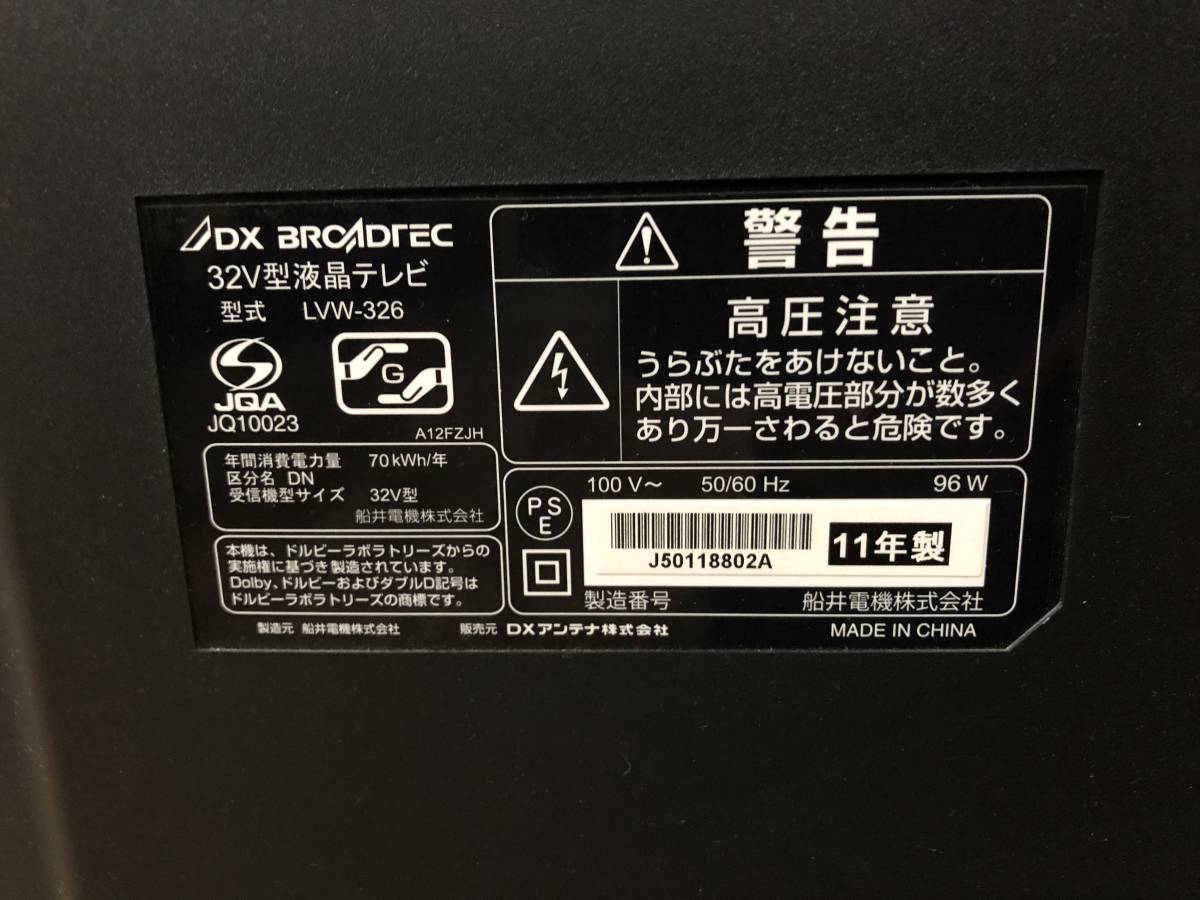 DX BROADTEC
32V型液晶テレビ
型式 LVW-326
JQA
JQ10023
G
A12FZJH
年間消費電力量 70kWh/年
区分名 DN
受信機型サイズ 32V型
船井電機株式会社
本機は、ドルビーラボラトリーズからの
実施権に基づき製造されています。
Dolby、ドルビーおよびダブルD記号は
ドルビーラボラトリーズの商標です。
製造元 船井電機株式会社 販売元 DXアンテナ株式会社
警告
高圧注意
うらぶたをあけないこと。
内部には高電圧部分が数多く
あり万一さわると危険です。
100 V～ 50/60 Hz 96 W
PSE
J50118802A
11年製
製造番号 船井電機株式会社
MADE IN CHINA